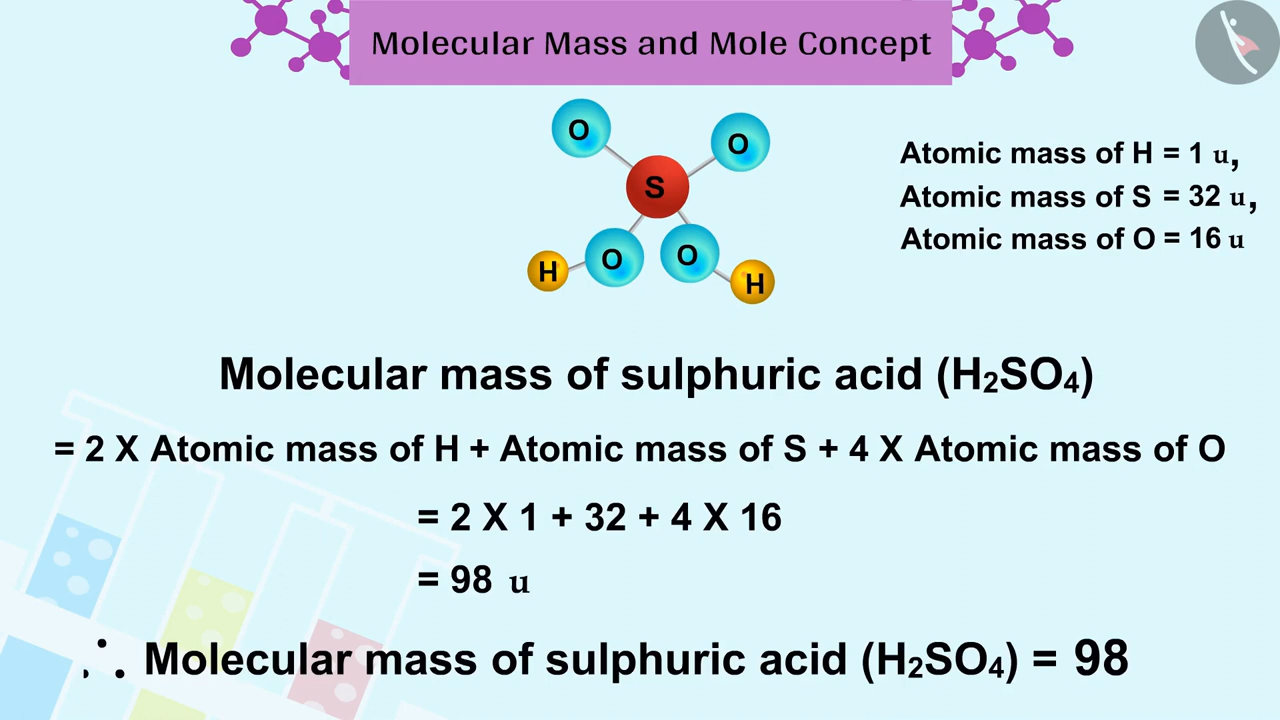 Molecular Mass and Mole Concept
O
O
S
O
O
H
H
Atomic mass of H = 1 u,
Atomic mass of S = 32 u,
Atomic mass of O = 16 u
Molecular mass of sulphuric acid (H₂SO₄)
= 2 X Atomic mass of H + Atomic mass of S + 4 X Atomic mass of O
= 2 X 1 + 32 + 4 X 16
= 98 u
∴ Molecular mass of sulphuric acid (H₂SO₄) = 98